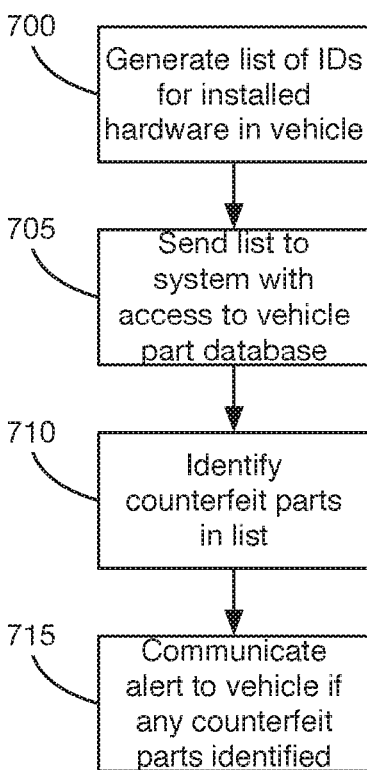 700
Generate list of IDs
for installed
hardware in vehicle
705
Send list to
system with
access to vehicle
part database
710
Identify
counterfeit parts
in list
715
Communicate
alert to vehicle if
any counterfeit
parts identified